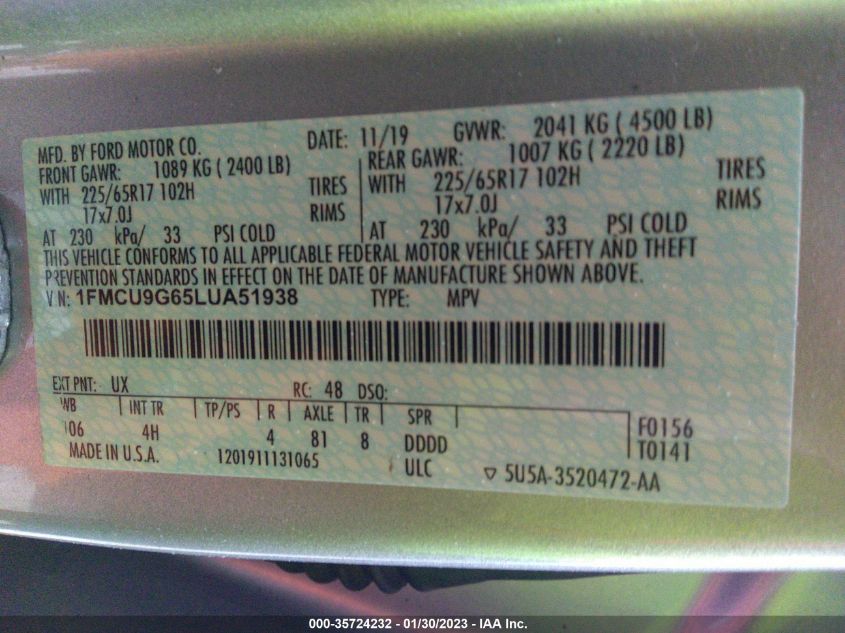 MFD. BY FORD MOTOR CO. DATE: 11/19 GVWR: 2041 KG ( 4500 LB)
FRONT GAWR: 1089 KG ( 2400 LB) REAR GAWR: 1007 KG ( 2220 LB)
WITH 225/65R17 102H TIRES WITH 225/65R17 102H TIRES
17x7.0J RIMS 17x7.0J RIMS
AT 230 kPa/ 33 PSI COLD AT 230 kPa/ 33 PSI COLD
THIS VEHICLE CONFORMS TO ALL APPLICABLE FEDERAL MOTOR VEHICLE SAFETY AND THEFT
PREVENTION STANDARDS IN EFFECT ON THE DATE OF MANUFACTURE SHOWN ABOVE.
VIN: 1FMCU9G65LUA51938 TYPE: MPV
EXT PNT: UX RC: 48 DSO:
WB INT TR TP/PS R AXLE TR SPR F0156
106 4H 4 81 8 DDDD T0141
MADE IN U.S.A. 1201911131065 ULC ▽ 5U5A-3520472-AA
000-35724232 - 01/30/2023 - IAA Inc.